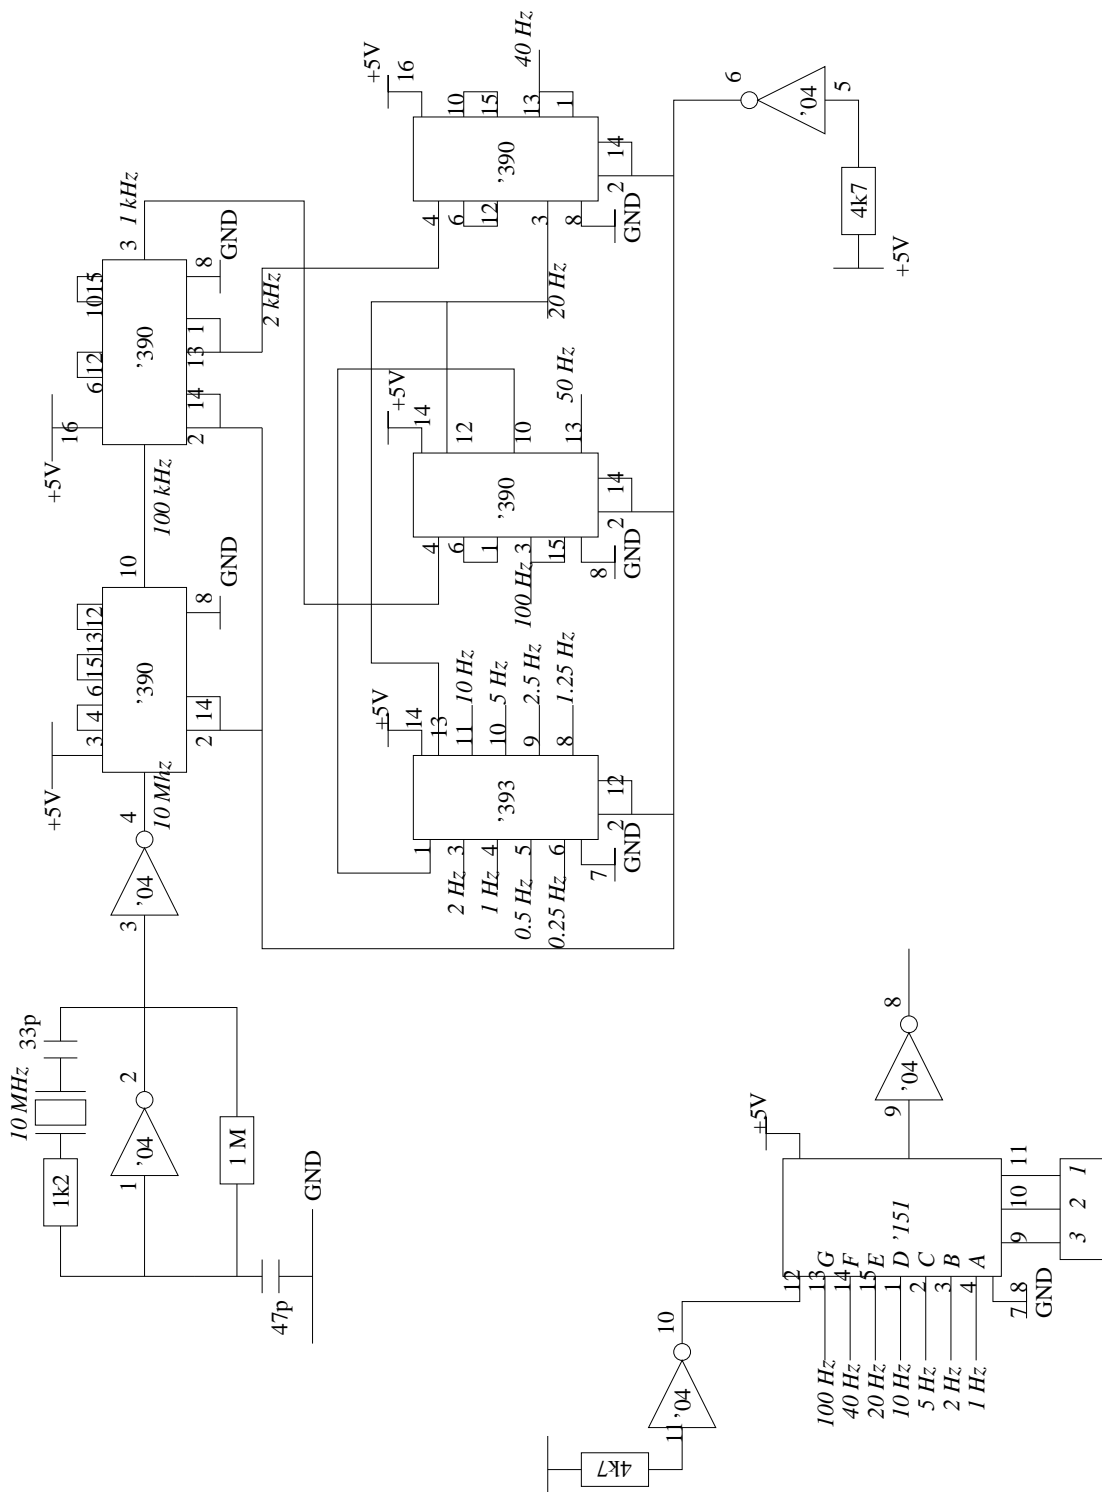 10 MHz
33p
1k2
1
'04
2
1 M
47p
GND
3
'04
4
10 Mhz
+5V
3
4
6
15
13
12
'390
2
14
8
GND
10
100 kHz
+5V
16
6
12
10
15
'390
2
14
13
1
8
GND
3
1 kHz
2 kHz
+5V
14
13
1
2 Hz
3
1 Hz
4
0.5 Hz
5
0.25 Hz
6
7
GND
'393
11
10 Hz
10
5 Hz
9
2.5 Hz
8
1.25 Hz
2
12
+5V
14
12
10
13
50 Hz
4
6
1
3
100 Hz
15
8
GND
'390
2
14
20 Hz
+5V
16
10
15
13
1
40 Hz
4
6
12
3
8
GND
'390
2
14
6
'04
5
4k7
+5V
4k7
11
'04
10
+5V
12
13
G
14
F
15
E
1
D
2
C
3
B
4
A
'151
100 Hz
40 Hz
20 Hz
10 Hz
5 Hz
2 Hz
1 Hz
7
8
GND
9
10
11
3
2
1
9
'04
8